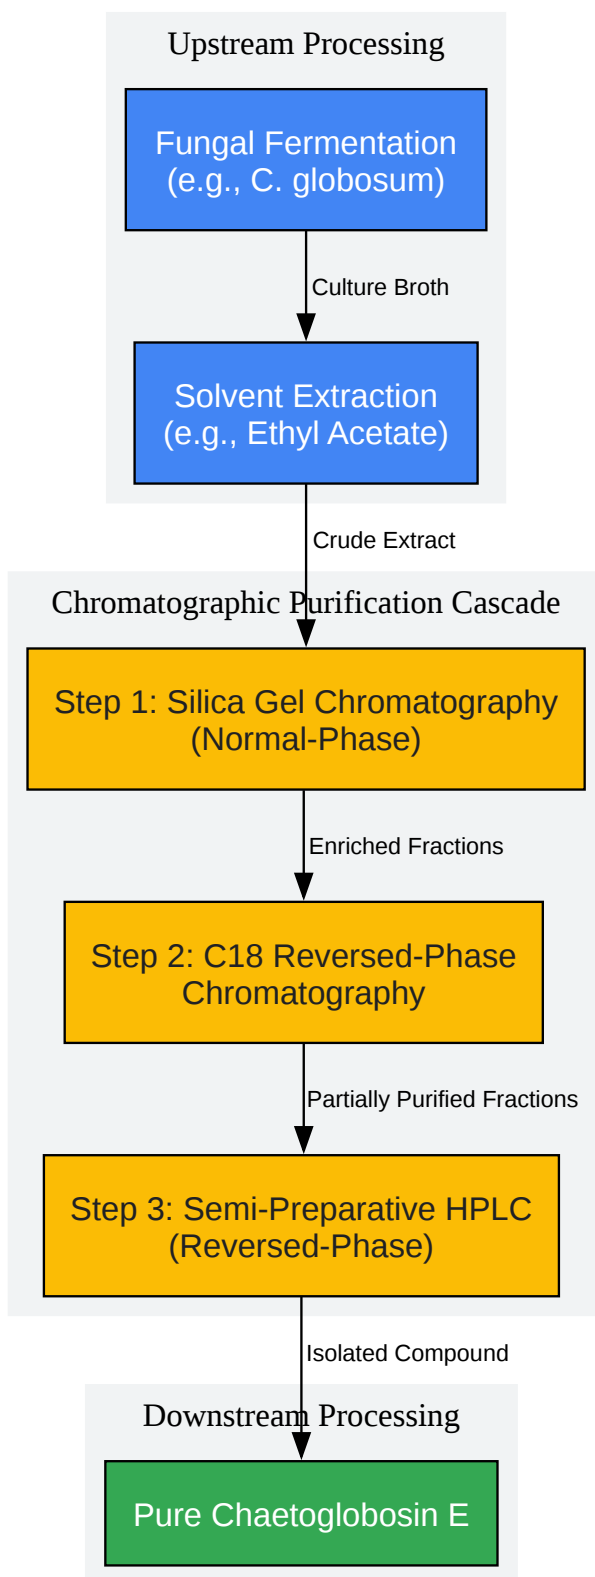 Upstream Processing
Fungal Fermentation
(e.g., C. globosum)
Culture Broth
Solvent Extraction
(e.g., Ethyl Acetate)
Crude Extract
Chromatographic Purification Cascade
Step 1: Silica Gel Chromatography
(Normal-Phase)
Enriched Fractions
Step 2: C18 Reversed-Phase
Chromatography
Partially Purified Fractions
Step 3: Semi-Preparative HPLC
(Reversed-Phase)
Isolated Compound
Downstream Processing
Pure Chaetoglobosin E